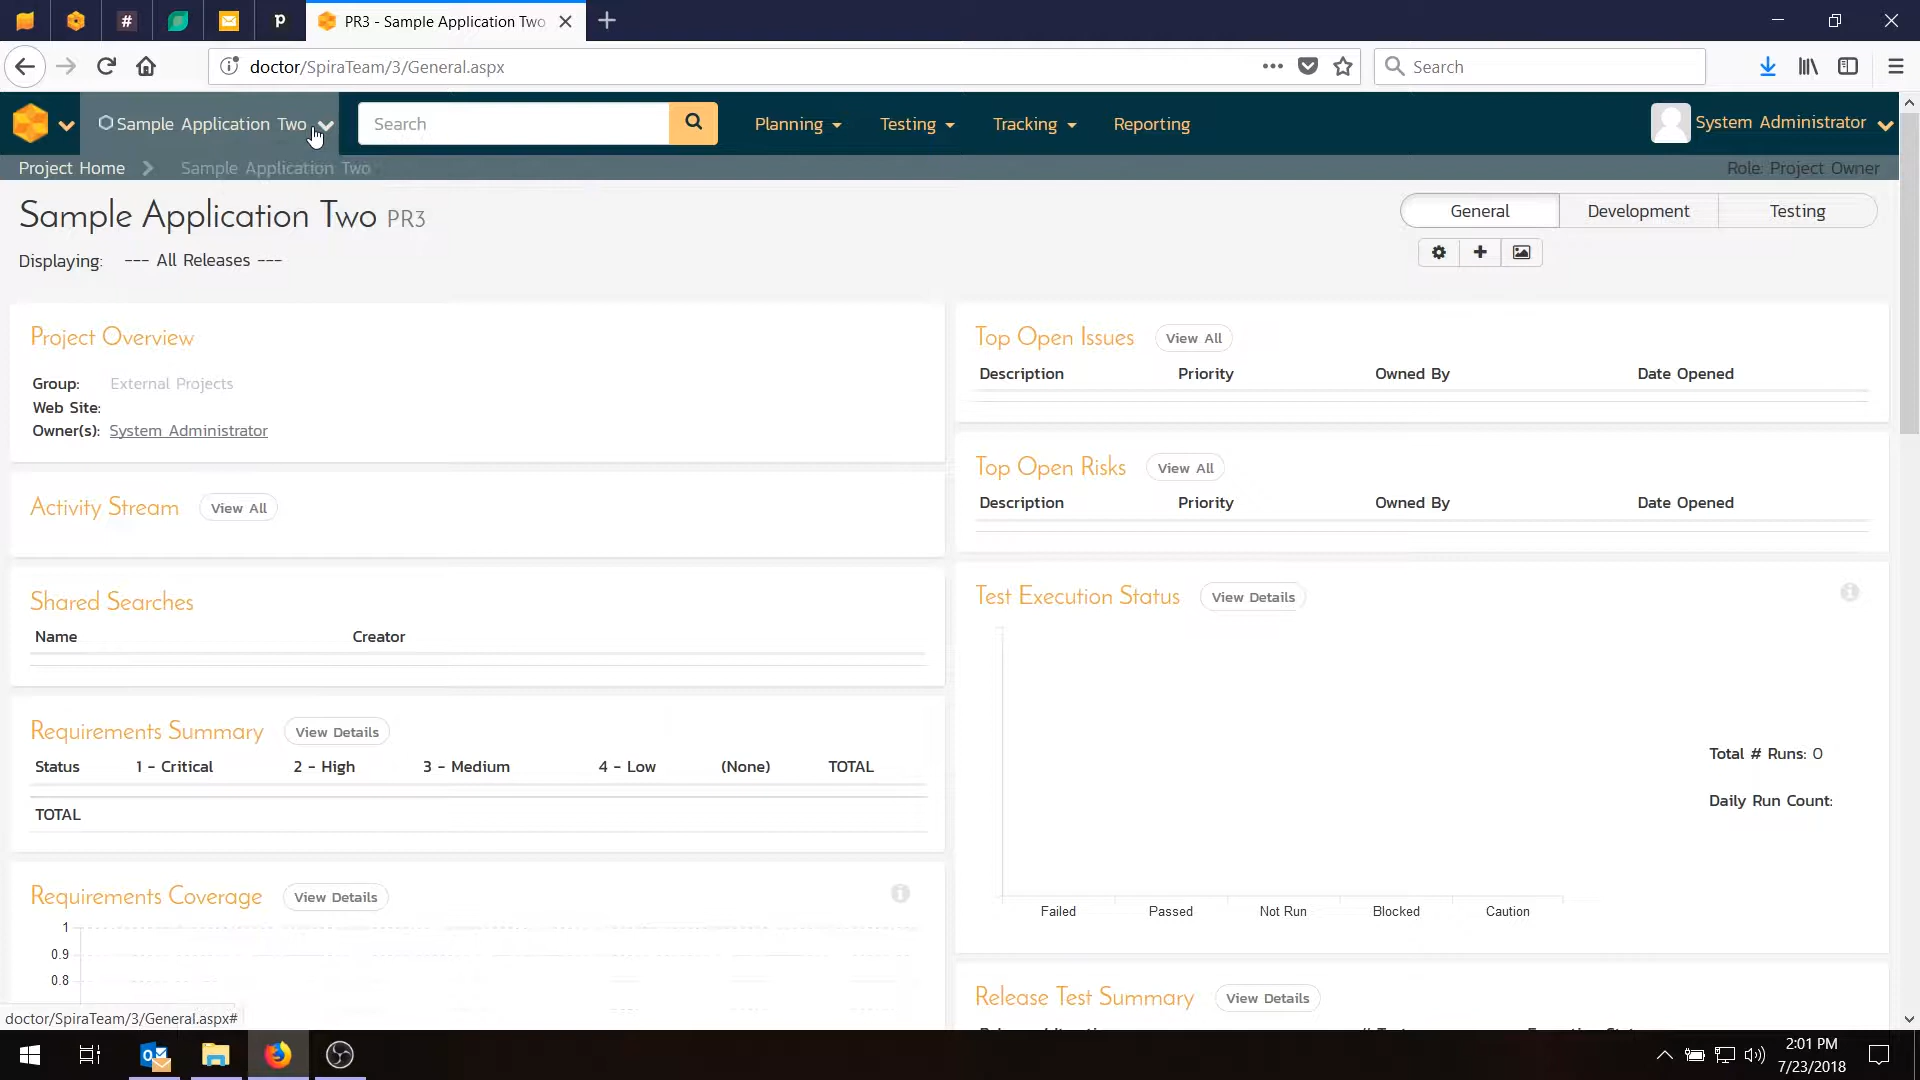 #
p
PR3 - Sample Application Two
doctor/SpiraTeam/3/General.aspx
Search
Sample Application Two
Search
Planning
Testing
Tracking
Reporting
System Administrator
Project Home
Sample Application Two
Role: Project Owner
Sample Application Two PR3
General
Development
Testing
Displaying: --- All Releases ---
Project Overview
Group: External Projects
Web Site:
Owner(s): System Administrator
Activity Stream View All
Shared Searches
Name Creator
Requirements Summary View Details
Status 1 - Critical 2 - High 3 - Medium 4 - Low (None) TOTAL
TOTAL
Requirements Coverage View Details
1
0.9
0.8
Top Open Issues View All
Description Priority Owned By Date Opened
Top Open Risks View All
Description Priority Owned By Date Opened
Test Execution Status View Details
Total # Runs: 0
Daily Run Count:
Failed Passed Not Run Blocked Caution
Release Test Summary View Details
doctor/SpiraTeam/3/General.aspx#
2:01 PM
7/23/2018